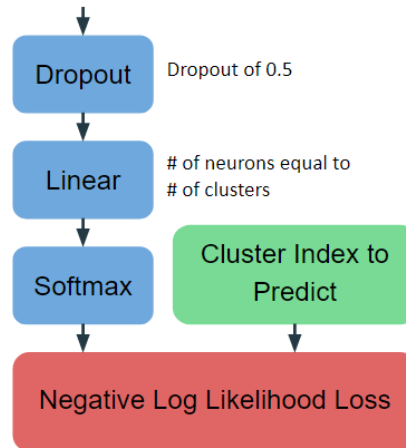 Dropout
Dropout of 0.5
Linear
# of neurons equal to
# of clusters
Softmax
Cluster Index to
Predict
Negative Log Likelihood Loss